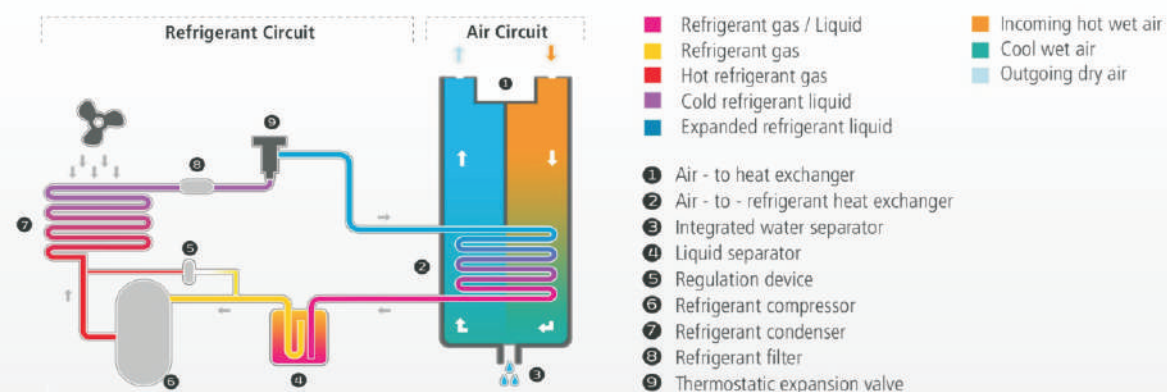 Refrigerant Circuit
Air Circuit
Refrigerant gas / Liquid
Refrigerant gas
Hot refrigerant gas
Cold refrigerant liquid
Expanded refrigerant liquid
Incoming hot wet air
Cool wet air
Outgoing dry air
1 Air - to heat exchanger
2 Air - to - refrigerant heat exchanger
3 Integrated water separator
4 Liquid separator
5 Regulation device
6 Refrigerant compressor
7 Refrigerant condenser
8 Refrigerant filter
9 Thermostatic expansion valve
1
9
8
7
5
2
6
4
3